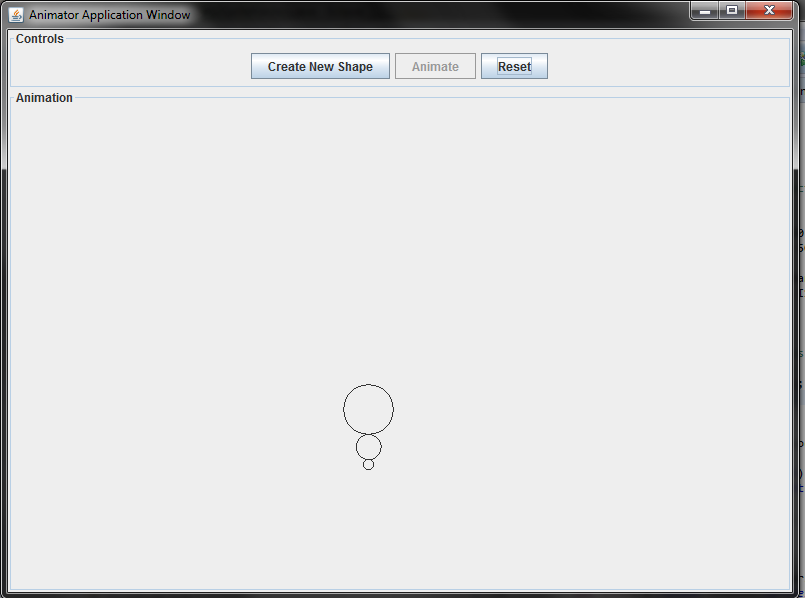 Animator Application Window
Controls
Create New Shape Animate Reset
Animation